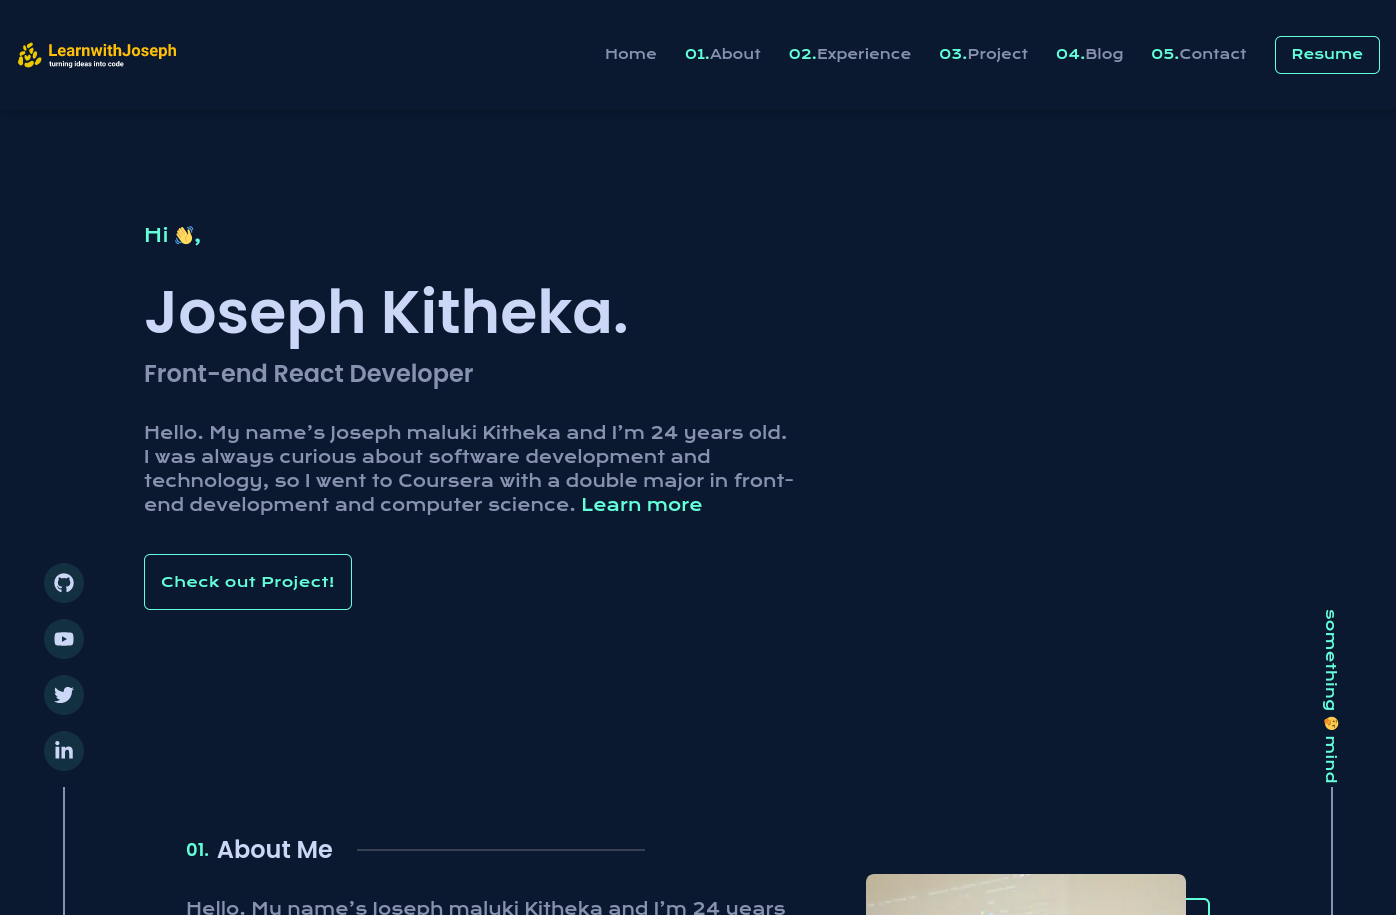 LearnwithJoseph
turning ideas into code
Home 01.About 02.Experience 03.Project 04.Blog 05.Contact Resume
Hi 👋,
Joseph Kitheka.
Front-end React Developer
Hello. My name’s Joseph maluki Kitheka and I’m 24 years old.
I was always curious about software development and
technology, so I went to Coursera with a double major in front-
end development and computer science. Learn more
Check out Project!
something
mind
01. About Me
Hello. My name’s Joseph maluki Kitheka and I’m 24 years